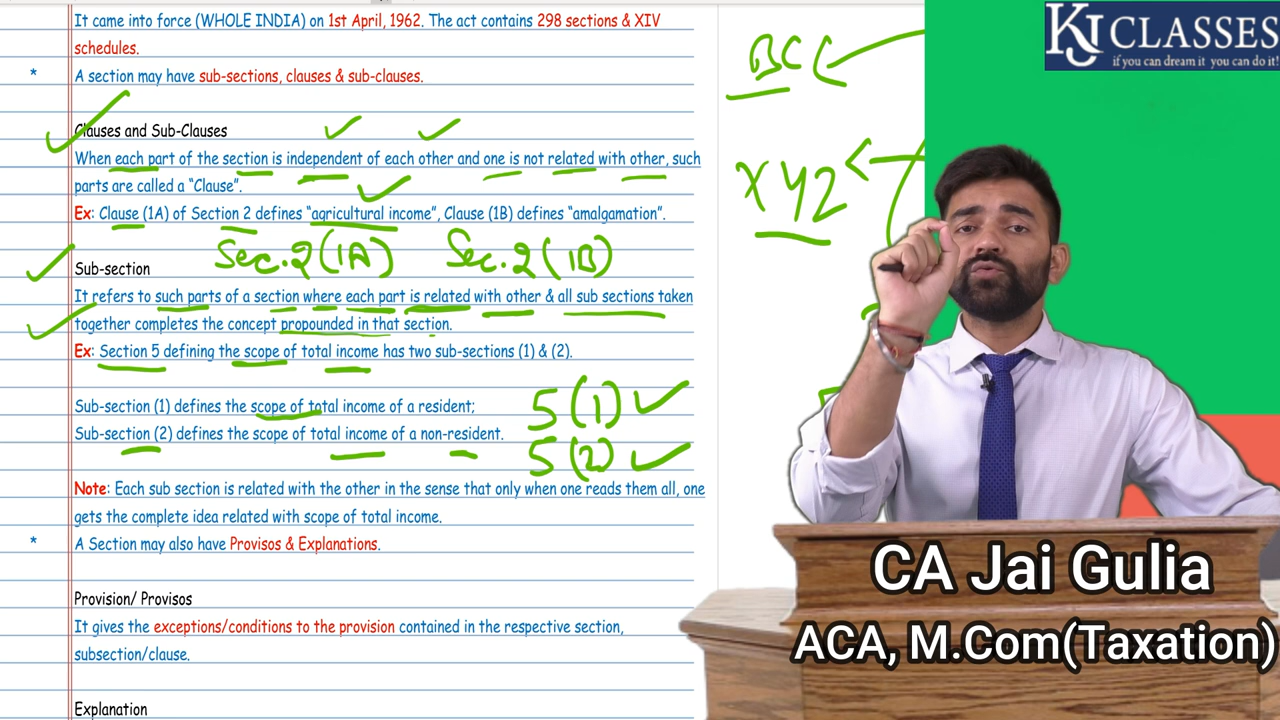 It came into force (WHOLE INDIA) on 1st April, 1962. The act contains 298 sections & XIV
schedules.
* A section may have sub-sections, clauses & sub-clauses.
Clauses and Sub-Clauses
When each part of the section is independent of each other and one is not related with other, such
parts are called a “Clause”.
Ex: Clause (1A) of Section 2 defines “agricultural income”, Clause (1B) defines “amalgamation”.
Sec. 2 (1A) Sec. 2 (1B)
Sub-section
It refers to such parts of a section where each part is related with other & all sub sections taken
together completes the concept propounded in that section.
Ex: Section 5 defining the scope of total income has two sub-sections (1) & (2).
Sub-section (1) defines the scope of total income of a resident;
5 (1)
Sub-section (2) defines the scope of total income of a non-resident.
5 (2)
Note: Each sub section is related with the other in the sense that only when one reads them all, one
gets the complete idea related with scope of total income.
* A Section may also have Provisos & Explanations.
Provision/ Provisos
It gives the exceptions/conditions to the provision contained in the respective section,
subsection/clause.
Explanation
XYZ
KJ CLASSES
if you can dream it you can do it!
CA Jai Gulia
ACA, M.Com(Taxation)